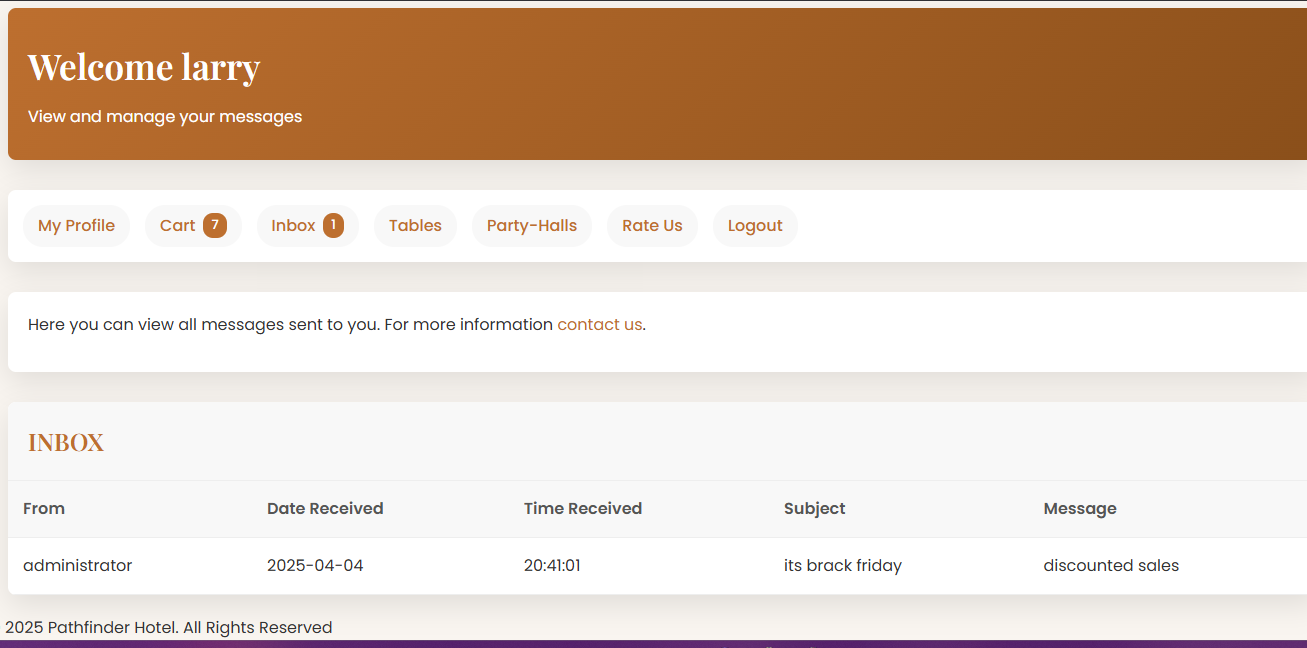 Welcome larry
View and manage your messages
My Profile Cart 7 Inbox 1 Tables Party-Halls Rate Us Logout
Here you can view all messages sent to you. For more information contact us.
INBOX
From Date Received Time Received Subject Message
administrator 2025-04-04 20:41:01 its brack friday discounted sales
2025 Pathfinder Hotel. All Rights Reserved